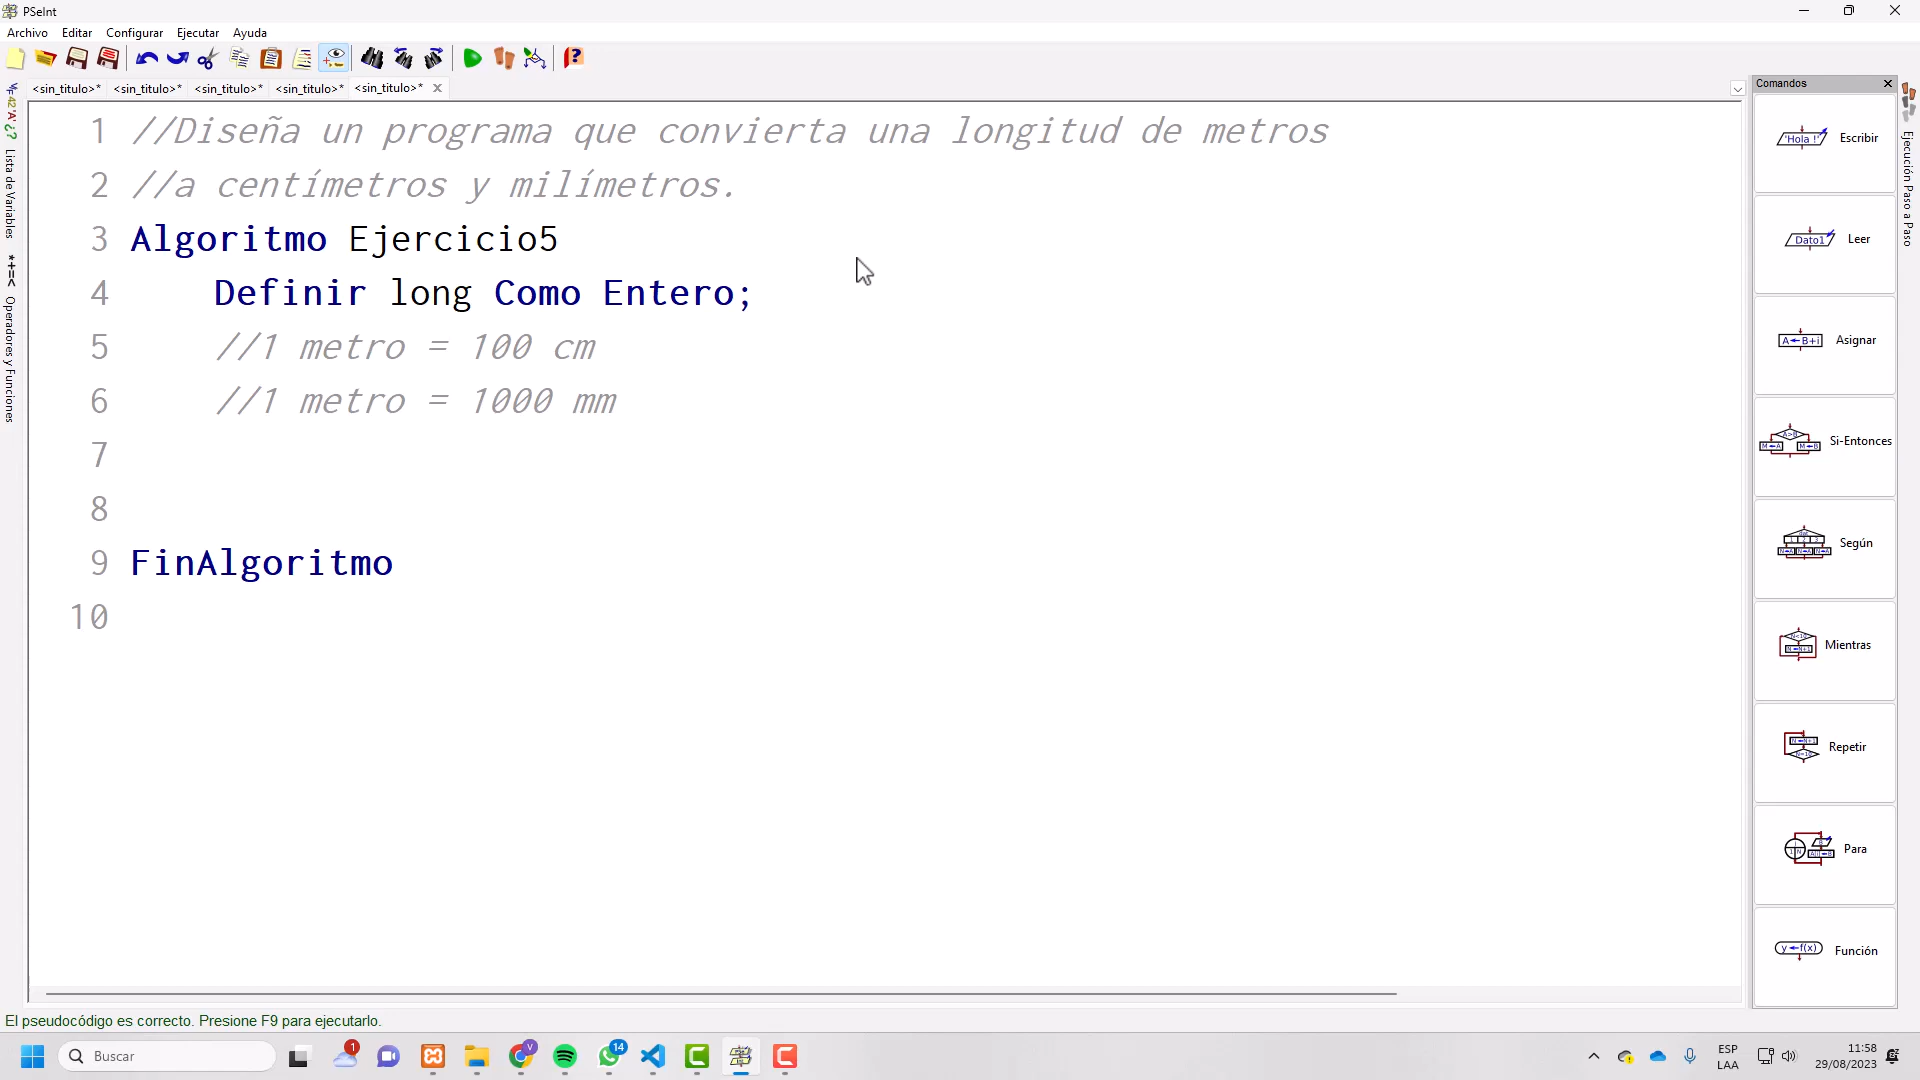 PSeInt
Archivo Editar Configurar Ejecutar Ayuda
<sin_titulo>* <sin_titulo>* <sin_titulo>* <sin_titulo>* <sin_titulo>*
Lista de Variables
Operadores y Funciones
1 //Diseña un programa que convierta una longitud de metros
2 //a centímetros y milímetros.
3 Algoritmo Ejercicio5
4 Definir long Como Entero;
5 //1 metro = 100 cm
6 //1 metro = 1000 mm
7
8
9 FinAlgoritmo
10
Comandos
'Hola !' Escribir
Dato1 Leer
A←B+i Asignar
Si-Entonces
Según
Mientras
Repetir
Para
y←f(x) Función
Ejecución Paso a Paso
El pseudocódigo es correcto. Presione F9 para ejecutarlo.
Buscar
1
V
14
ESP
LAA
11:58
29/08/2023